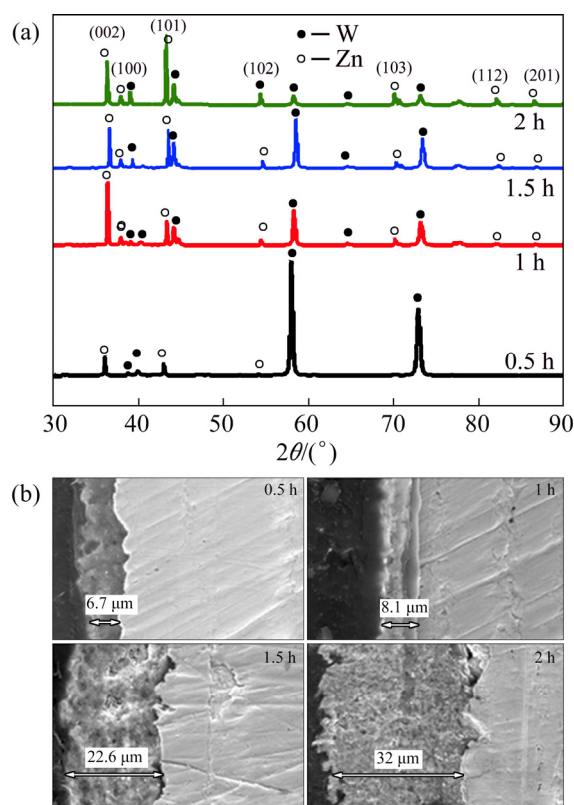 (a)
(002)
(101)
● — W
○ — Zn
(100)
(102)
(103)
(112)
(201)
2 h
1.5 h
1 h
0.5 h
30 40 50 60 70 80 90
2θ/(°)
(b)
0.5 h
6.7 μm
1 h
8.1 μm
1.5 h
22.6 μm
2 h
32 μm